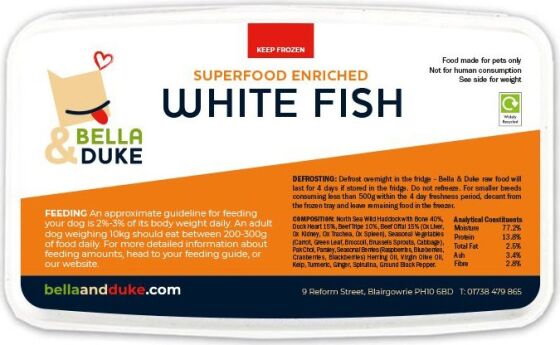 KEEP FROZEN
SUPERFOOD ENRICHED
WHITE FISH
Food made for pets only
Not for human consumption
See side for weight
Widely
Recycled
BELLA
& DUKE
FEEDING An approximate guideline for feeding
your dog is 2%-3% of its body weight daily. An adult
dog weighing 10kg should eat between 200-300g
of food daily. For more detailed information about
feeding amounts, head to your feeding guide, or
our website.
DEFROSTING: Defrost overnight in the fridge - Bella & Duke raw food will
last for 4 days if stored in the fridge. Do not refreeze. For smaller breeds
consuming less than 500g within the 4 day freshness period, decant from
the frozen tray and leave remaining food in the freezer.
COMPOSITION: North Sea Wild Haddock with Bone 40%,
Duck Heart 15%, Beef Tripe 10%, Beef Offal 15% (Ox Liver,
Ox Kidney, Ox Trachea, Ox Spleen), Seasonal Vegetables
(Carrot, Green Leaf, Broccoli, Brussels Sprouts, Cabbage),
Pak Choi, Parsley, Seasonal Berries (Raspberries, Blueberries,
Cranberries, Blackberries) Herring Oil, Virgin Olive Oil,
Kelp, Turmeric, Ginger, Spirulina, Ground Black Pepper.
Analytical Constituents
Moisture 77.2%
Protein 13.8%
Total Fat 2.5%
Ash 3.4%
Fibre 2.8%
bellaandduke.com
9 Reform Street, Blairgowrie PH10 6BD T: 01738 479 865